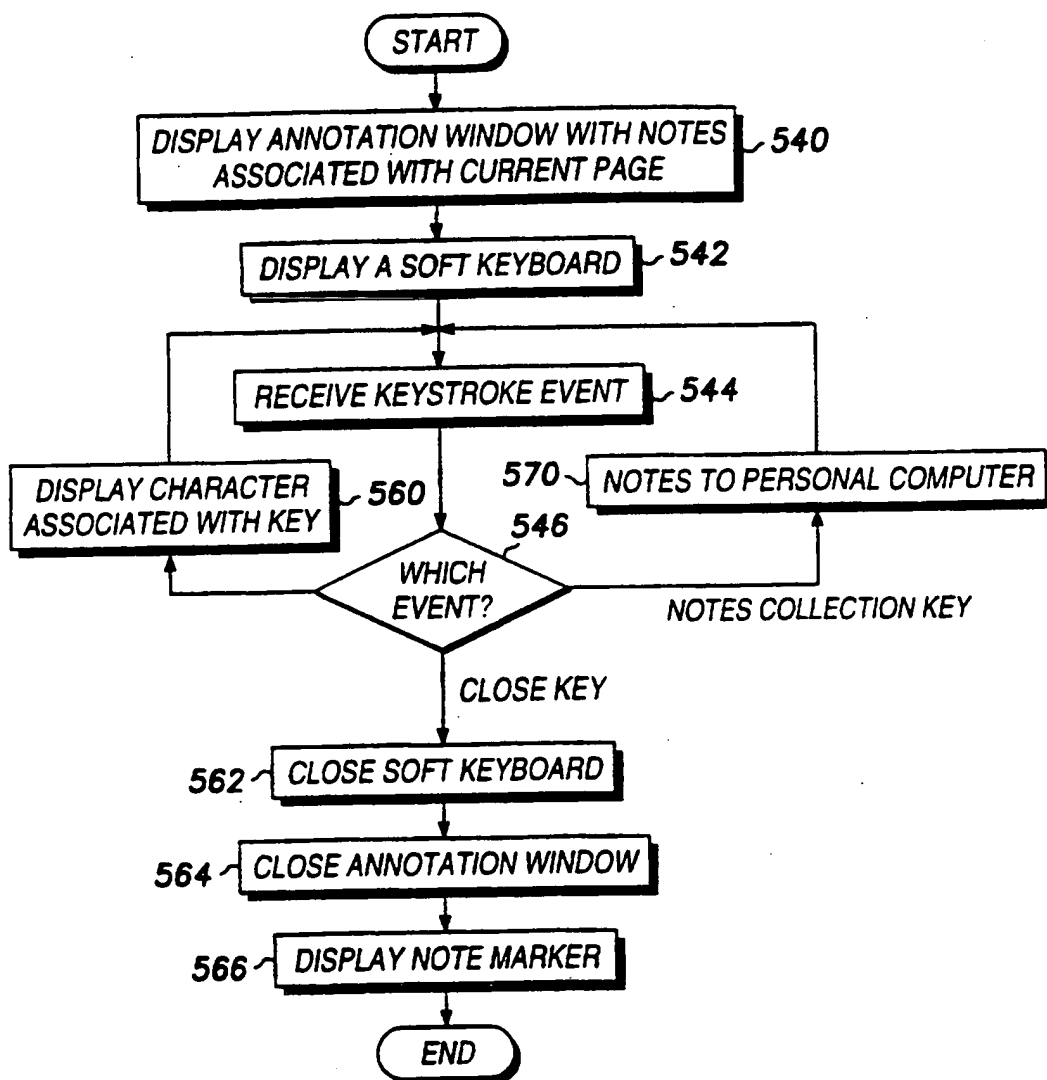 START
DISPLAY ANNOTATION WINDOW WITH NOTES
ASSOCIATED WITH CURRENT PAGE
540
DISPLAY A SOFT KEYBOARD
542
RECEIVE KEYSTROKE EVENT
544
DISPLAY CHARACTER
ASSOCIATED WITH KEY
560
570
NOTES TO PERSONAL COMPUTER
546
WHICH
EVENT?
NOTES COLLECTION KEY
CLOSE KEY
562
CLOSE SOFT KEYBOARD
564
CLOSE ANNOTATION WINDOW
566
DISPLAY NOTE MARKER
END